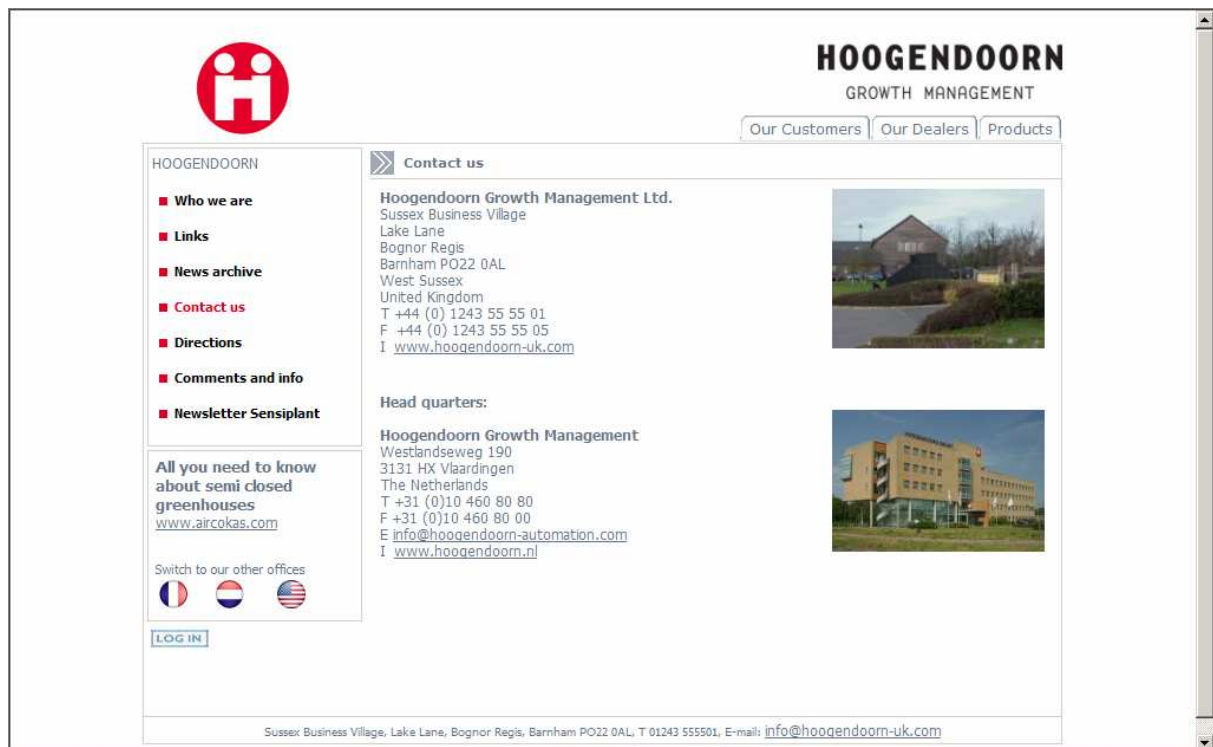 HOOGENDOORN
GROWTH MANAGEMENT
Our Customers
Our Dealers
Products
HOOGENDOORN
Who we are
Links
News archive
Contact us
Directions
Comments and info
Newsletter Sensiplant
All you need to know
about semi closed
greenhouses
www.aircokas.com
Switch to our other offices
LOG IN
Contact us
Hoogendoorn Growth Management Ltd.
Sussex Business Village
Lake Lane
Bognor Regis
Barnham PO22 0AL
West Sussex
United Kingdom
T +44 (0) 1243 55 55 01
F +44 (0) 1243 55 55 05
I www.hoogendoorn-uk.com
Head quarters:
Hoogendoorn Growth Management
Westlandseweg 190
3131 HX Vlaardingen
The Netherlands
T +31 (0)10 460 80 80
F +31 (0)10 460 80 00
E info@hoogendoorn-automation.com
I www.hoogendoorn.nl
Sussex Business Village, Lake Lane, Bognor Regis, Barnham PO22 0AL, T 01243 555501, E-mail: info@hoogendoorn-uk.com